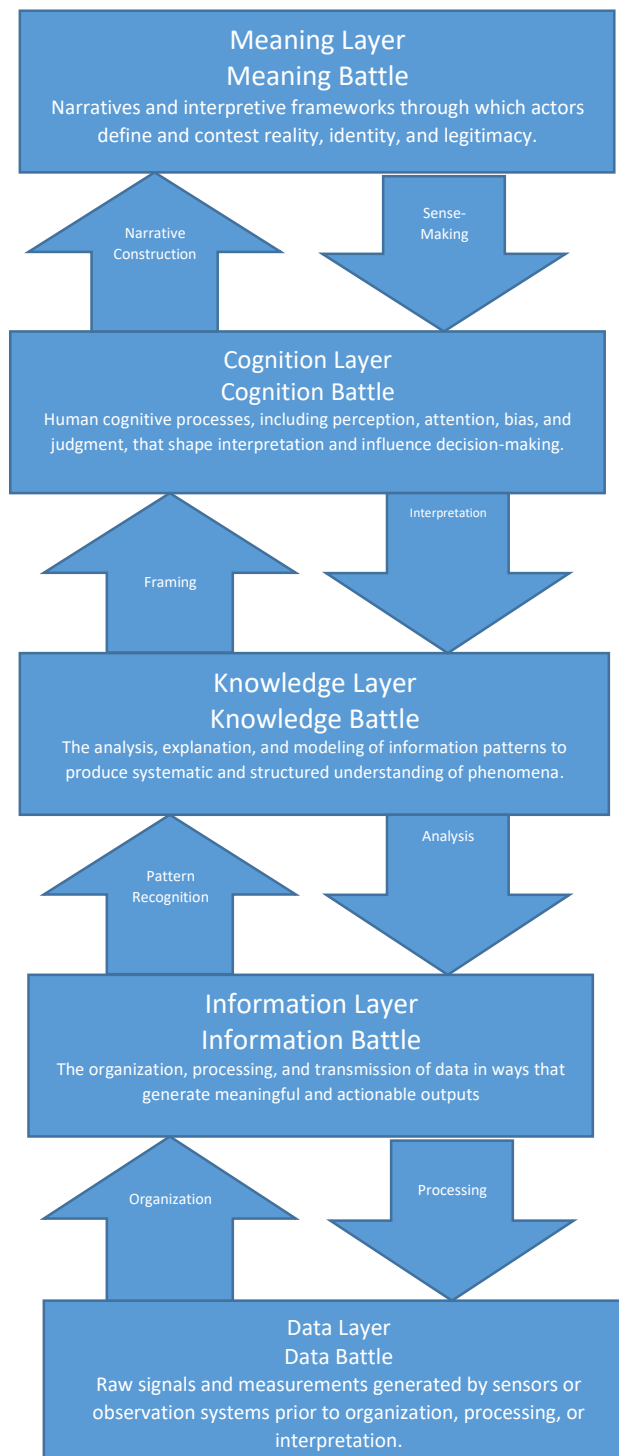 Meaning Layer
Meaning Battle
Narratives and interpretive frameworks through which actors
define and contest reality, identity, and legitimacy.
Narrative
Construction
Sense-
Making
Cognition Layer
Cognition Battle
Human cognitive processes, including perception, attention, bias, and
judgment, that shape interpretation and influence decision-making.
Framing
Interpretation
Knowledge Layer
Knowledge Battle
The analysis, explanation, and modeling of information patterns to
produce systematic and structured understanding of phenomena.
Pattern
Recognition
Analysis
Information Layer
Information Battle
The organization, processing, and transmission of data in ways that
generate meaningful and actionable outputs
Organization
Processing
Data Layer
Data Battle
Raw signals and measurements generated by sensors or
observation systems prior to organization, processing, or
interpretation.